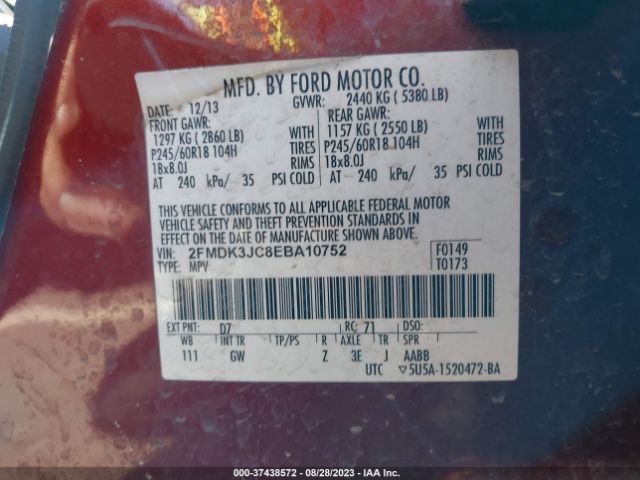 MFD. BY FORD MOTOR CO.
DATE: 12/13 GVWR: 2440 KG ( 5380 LB)
FRONT GAWR: REAR GAWR:
1297 KG ( 2860 LB) WITH 1157 KG ( 2550 LB) WITH
P245/60R18 104H TIRES P245/60R18 104H TIRES
18x8.0J RIMS 18x8.0J RIMS
AT 240 kPa/ 35 PSI COLD AT 240 kPa/ 35 PSI COLD
THIS VEHICLE CONFORMS TO ALL APPLICABLE FEDERAL MOTOR
VEHICLE SAFETY AND THEFT PREVENTION STANDARDS IN
EFFECT ON THE DATE OF MANUFACTURE SHOWN ABOVE.
VIN: 2FMDK3JC8EBA10752 F0149
TYPE: MPV T0173
EXT PNT: D7 RC: 71 DSO:
WB INT TR TP/PS R AXLE TR SPR
111 GW Z 3E J AABB
UTC 5U5A-1520472-BA
000-37438572 - 08/28/2023 - IAA Inc.